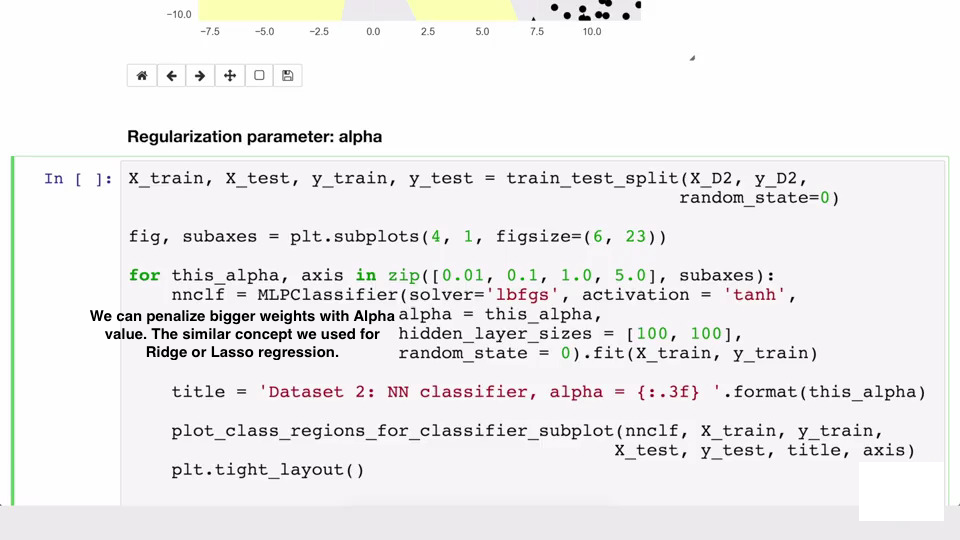 −10.0
−7.5 −5.0 −2.5 0.0 2.5 5.0 7.5 10.0
Regularization parameter: alpha
In [ ]: X_train, X_test, y_train, y_test = train_test_split(X_D2, y_D2,
random_state=0)
fig, subaxes = plt.subplots(4, 1, figsize=(6, 23))
for this_alpha, axis in zip([0.01, 0.1, 1.0, 5.0], subaxes):
nnclf = MLPClassifier(solver='lbfgs', activation = 'tanh',
alpha = this_alpha,
hidden_layer_sizes = [100, 100],
random_state = 0).fit(X_train, y_train)
We can penalize bigger weights with Alpha
value. The similar concept we used for
Ridge or Lasso regression.
title = 'Dataset 2: NN classifier, alpha = {:.3f} '.format(this_alpha)
plot_class_regions_for_classifier_subplot(nnclf, X_train, y_train,
X_test, y_test, title, axis)
plt.tight_layout()